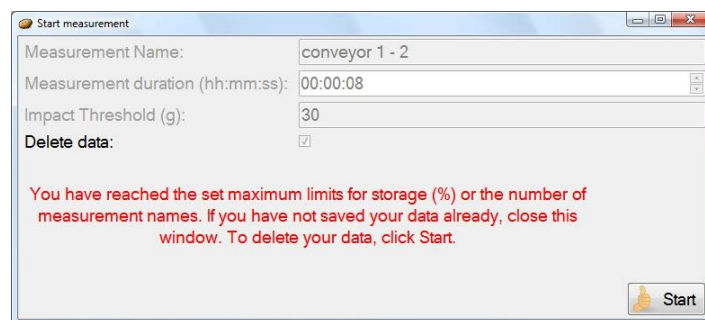 Start measurement
Measurement Name: conveyor 1 - 2
Measurement duration (hh:mm:ss): 00:00:08
Impact Threshold (g): 30
Delete data:
You have reached the set maximum limits for storage (%) or the number of
measurement names. If you have not saved your data already, close this
window. To delete your data, click Start.
Start